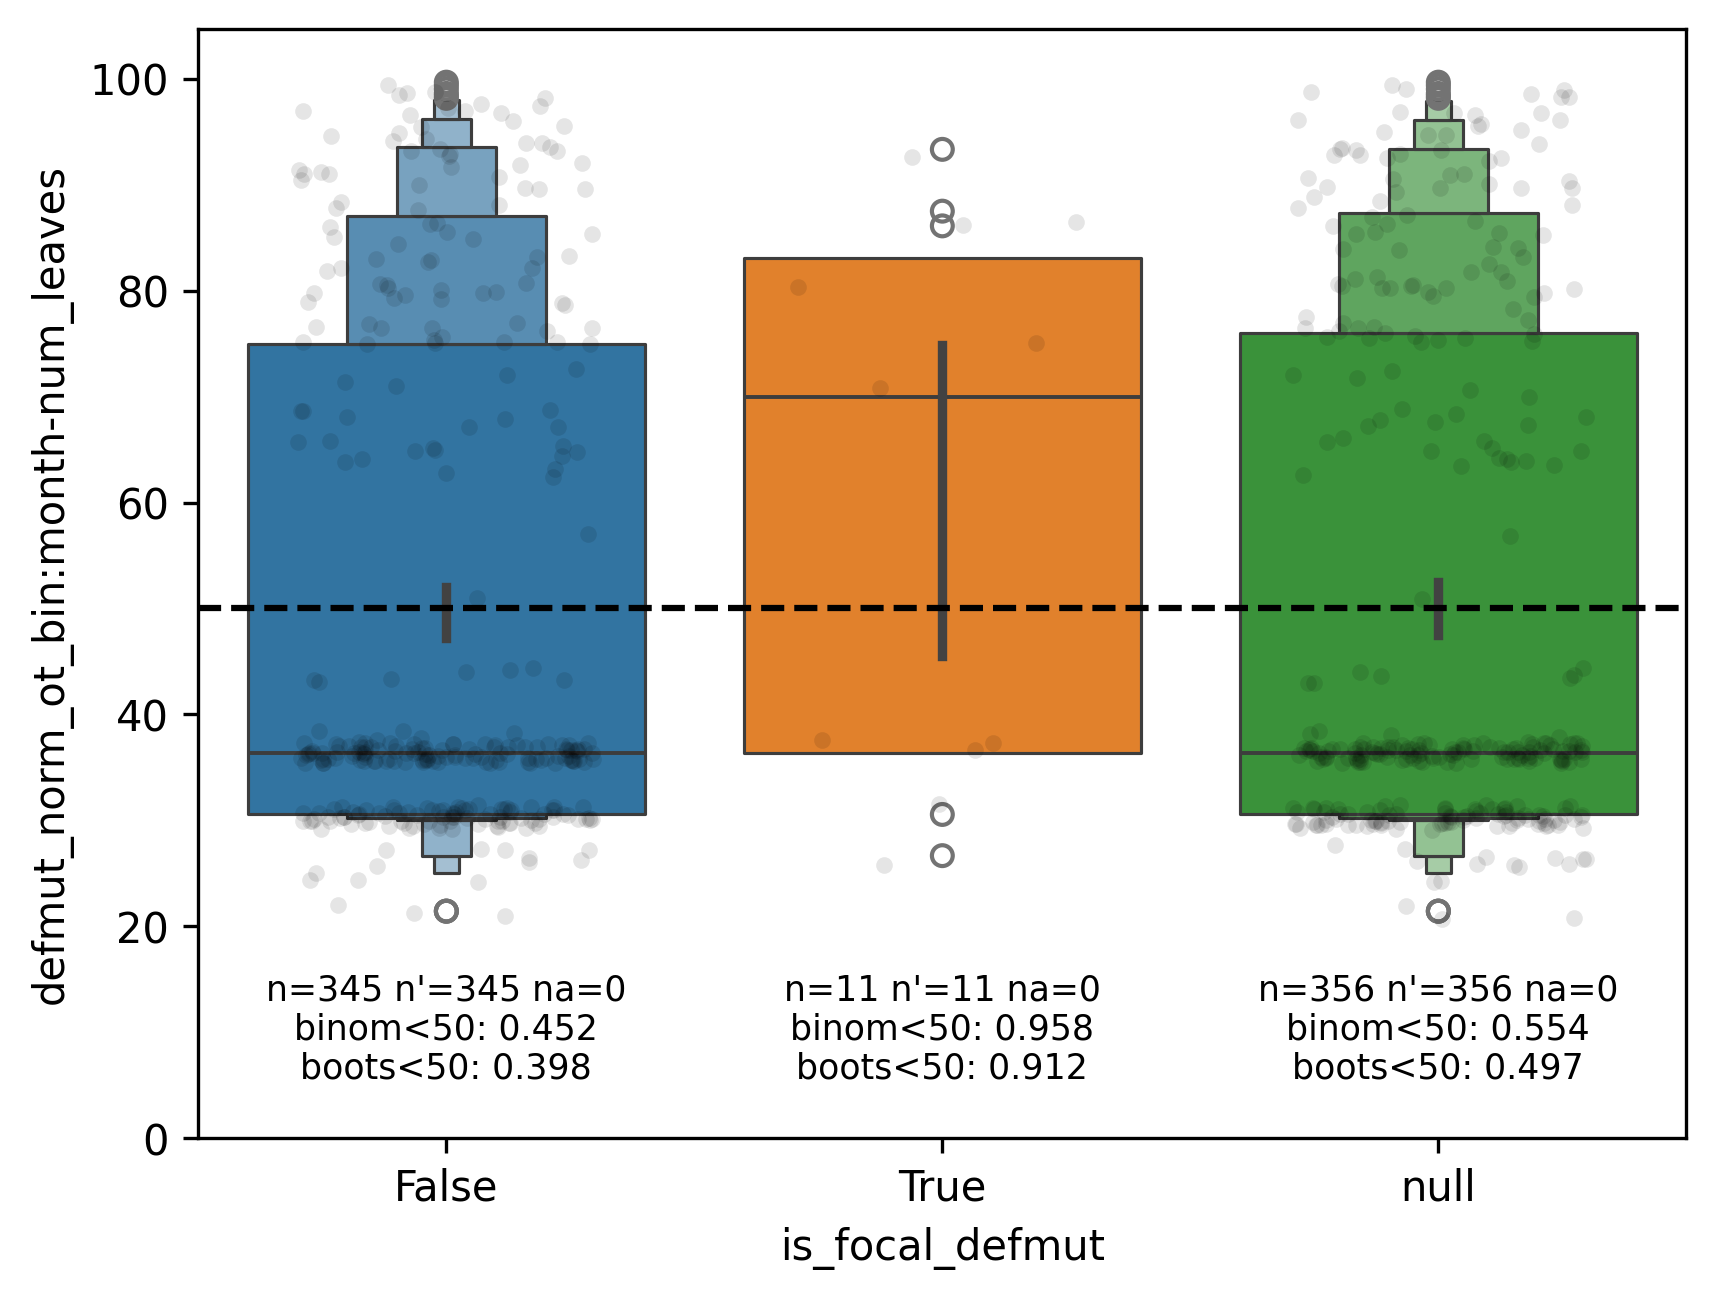 defmut_norm_ot_bin:month-num_leaves
100
80
60
40
20
0
n=345 n'=345 na=0
binom<50: 0.452
boots<50: 0.398
n=11 n'=11 na=0
binom<50: 0.958
boots<50: 0.912
n=356 n'=356 na=0
binom<50: 0.554
boots<50: 0.497
False
True
null
is_focal_defmut